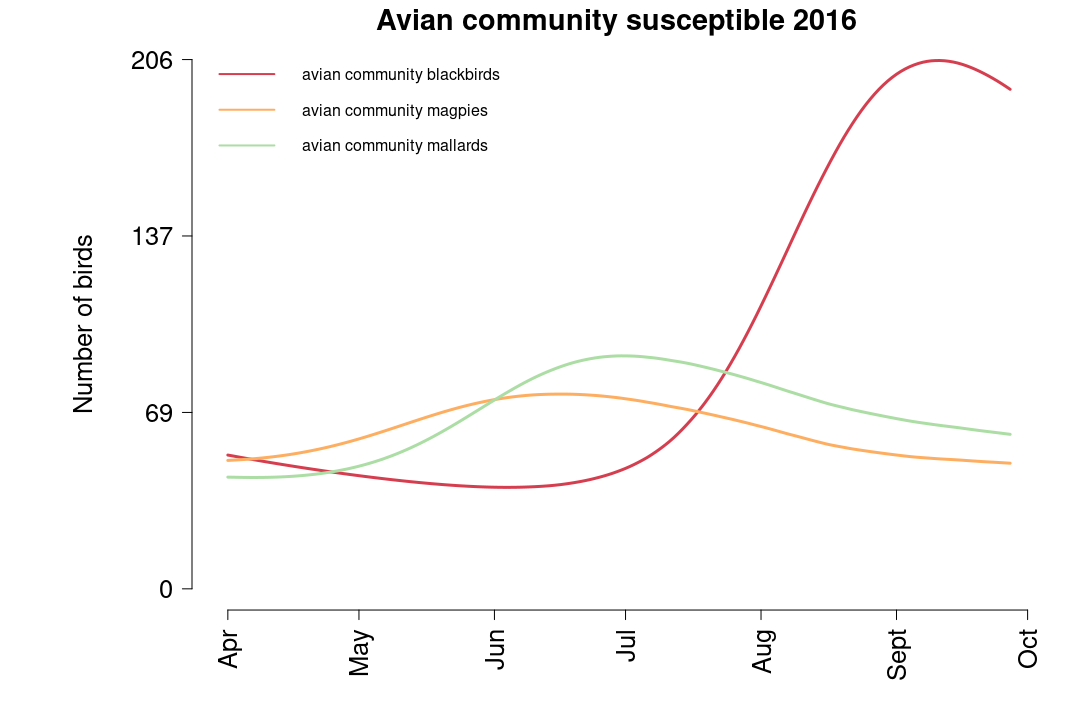 Avian community susceptible 2016
206
137
69
0
Number of birds
avian community blackbirds
avian community magpies
avian community mallards
Apr
May
Jun
Jul
Aug
Sept
Oct